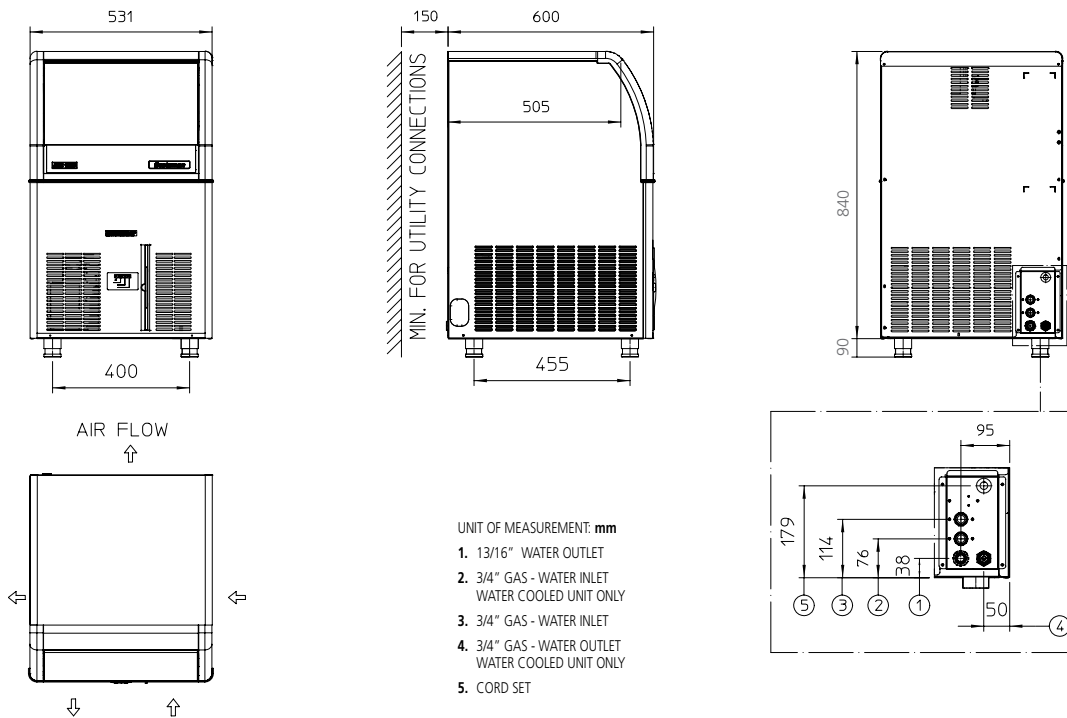 531
150
600
MIN. FOR UTILITY CONNECTIONS
505
840
90
400
455
AIR FLOW
95
179
114
76
38
5
3
2
1
50
4
UNIT OF MEASUREMENT: mm
1. 13/16" WATER OUTLET
2. 3/4" GAS - WATER INLET
WATER COOLED UNIT ONLY
3. 3/4" GAS - WATER INLET
4. 3/4" GAS - WATER OUTLET
WATER COOLED UNIT ONLY
5. CORD SET